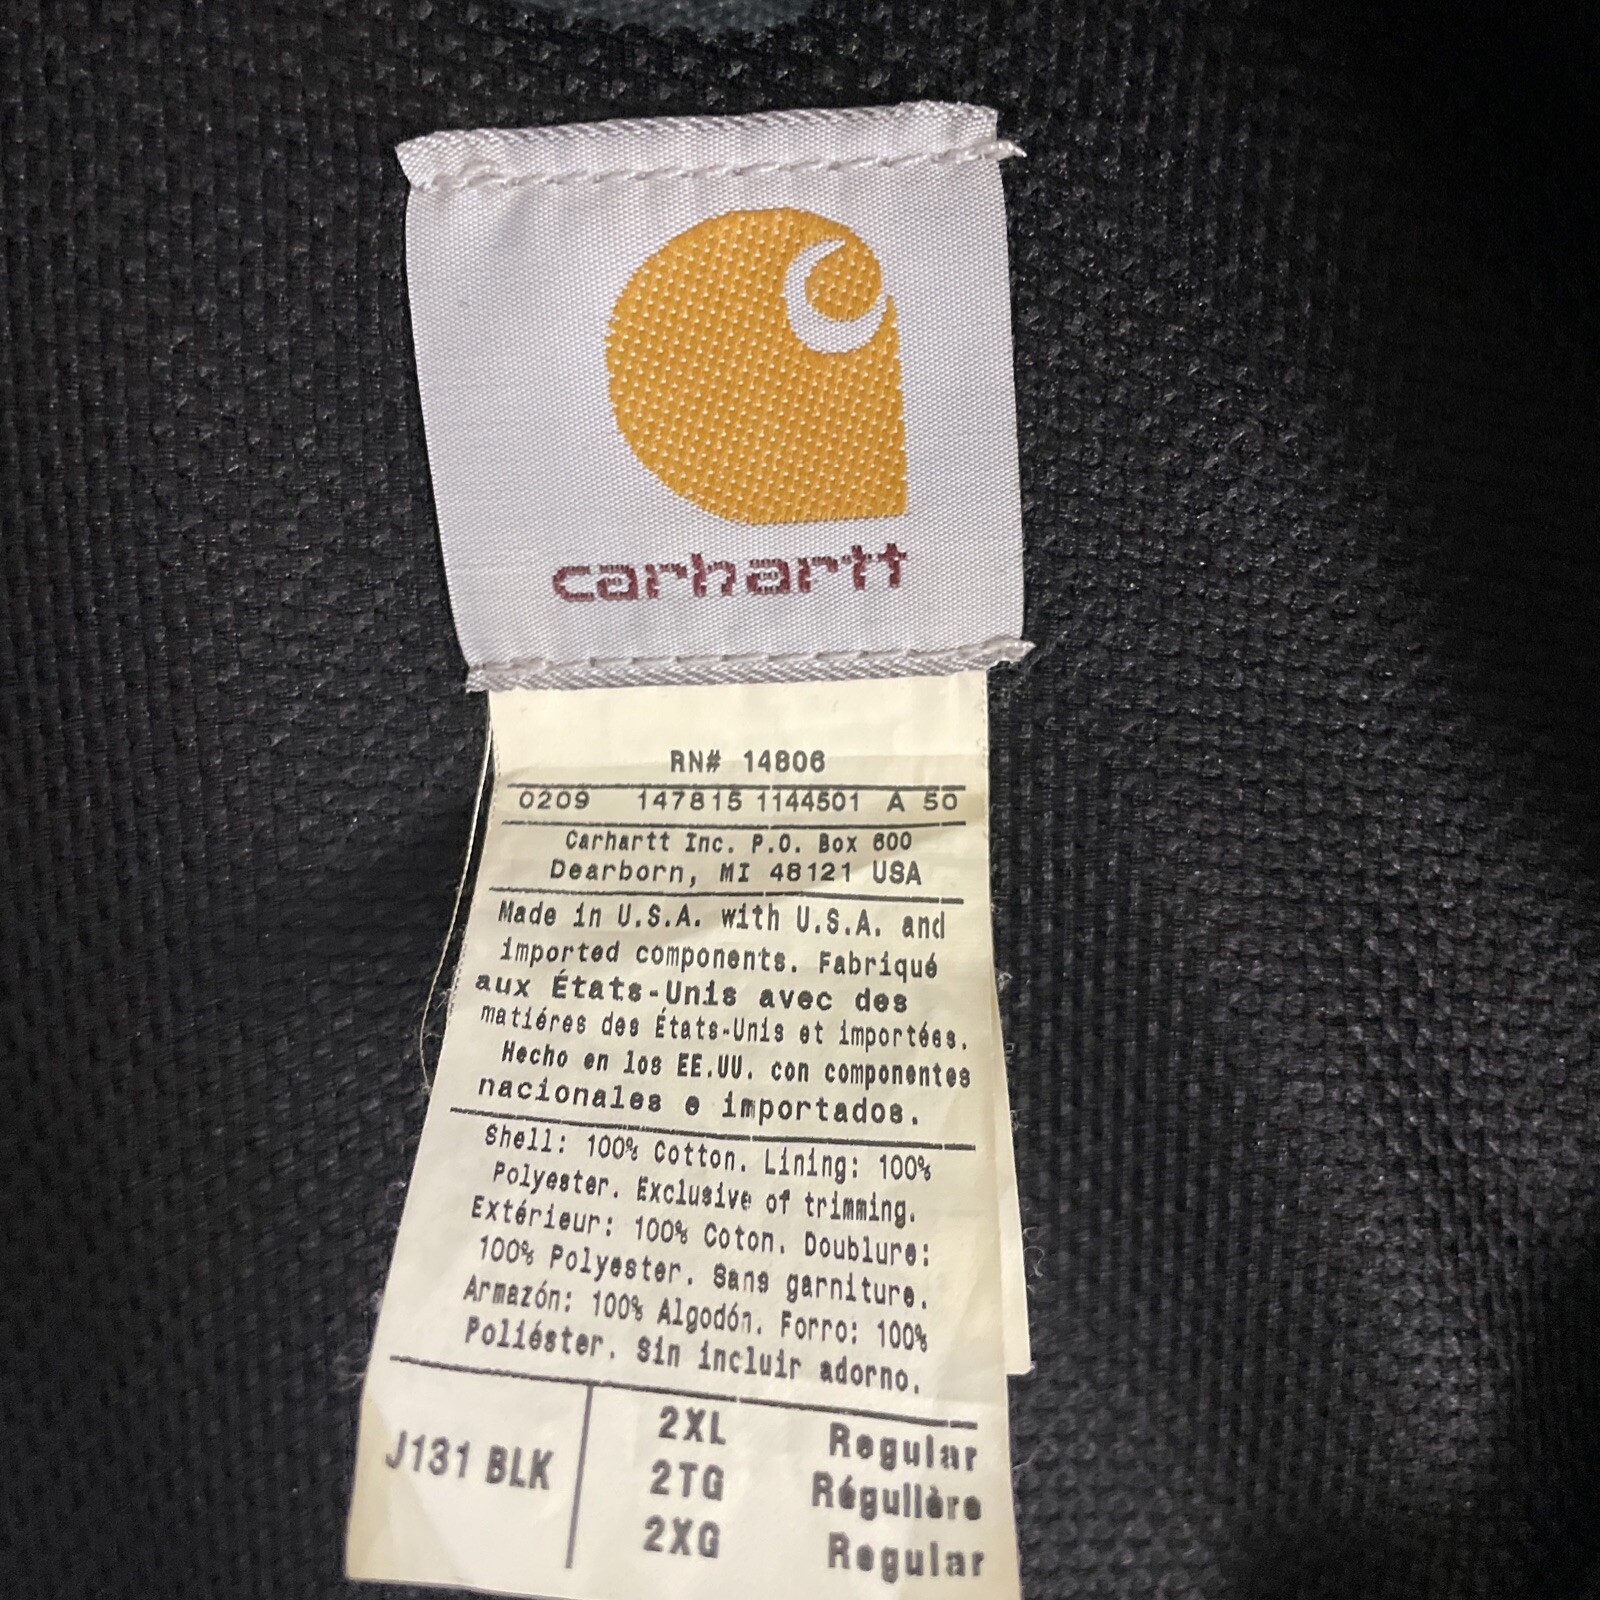 carhartt
RN# 14806
0209 147815 1144501 A 50
Carhartt Inc. P.O. Box 600
Dearborn, MI 48121 USA
Made in U.S.A. with U.S.A. and
imported components. Fabriqué
aux États-Unis avec des
matiéres des États-Unis et importées.
Hecho en los EE.UU. con componentes
nacionales e importados.
Shell: 100% Cotton. Lining: 100%
Polyester. Exclusive of trimming.
Extérieur: 100% Coton. Doublure:
100% Polyester. Sans garniture.
Armazón: 100% Algodón. Forro: 100%
Poliéster. Sin incluir adorno.
J131 BLK
2XL Regular
2TG Régulière
2XG Regular